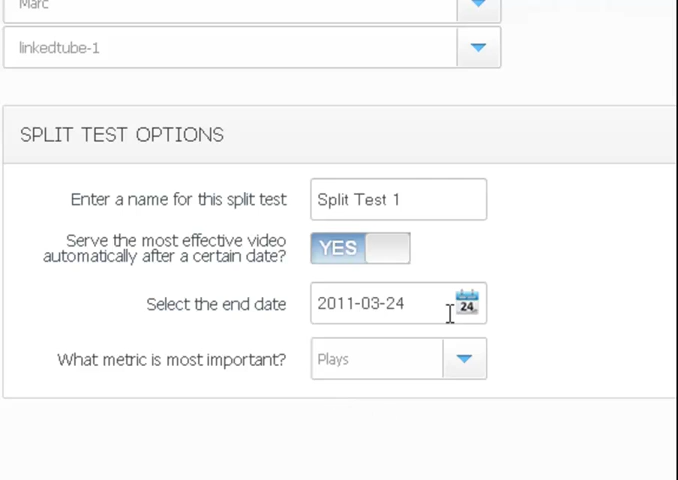 Marc
linkedtube-1
SPLIT TEST OPTIONS
Enter a name for this split test
Split Test 1
Serve the most effective video
automatically after a certain date?
YES
Select the end date
2011-03-24
24
What metric is most important?
Plays